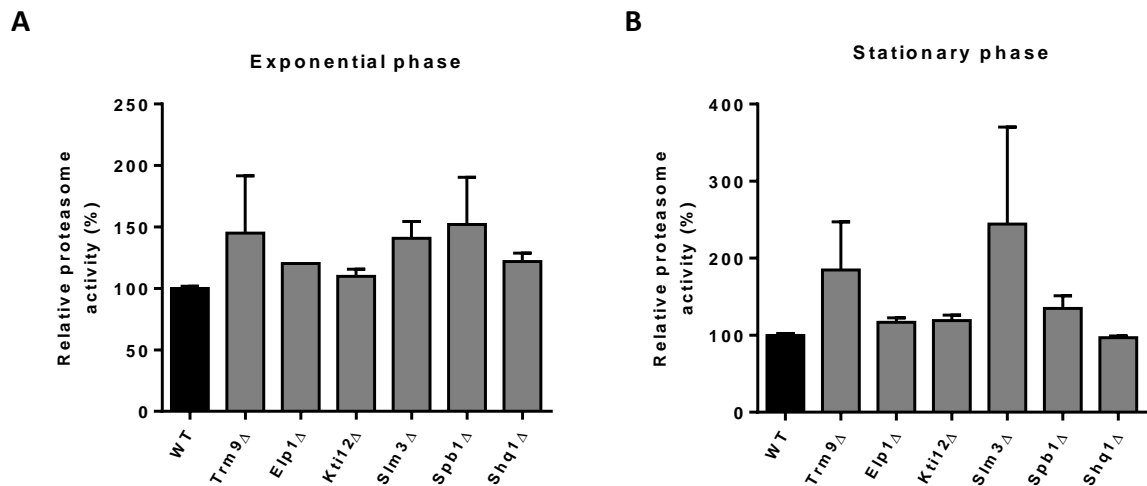 A
Exponential phase
Relative proteasome
activity (%)
250
200
150
100
50
0
WT
Trm9Δ
Elp1Δ
Kti12Δ
Slm3Δ
Spb1Δ
Shq1Δ
B
Stationary phase
Relative proteasome
activity (%)
400
300
200
100
0
WT
Trm9Δ
Elp1Δ
Kti12Δ
Slm3Δ
Spb1Δ
Shq1Δ